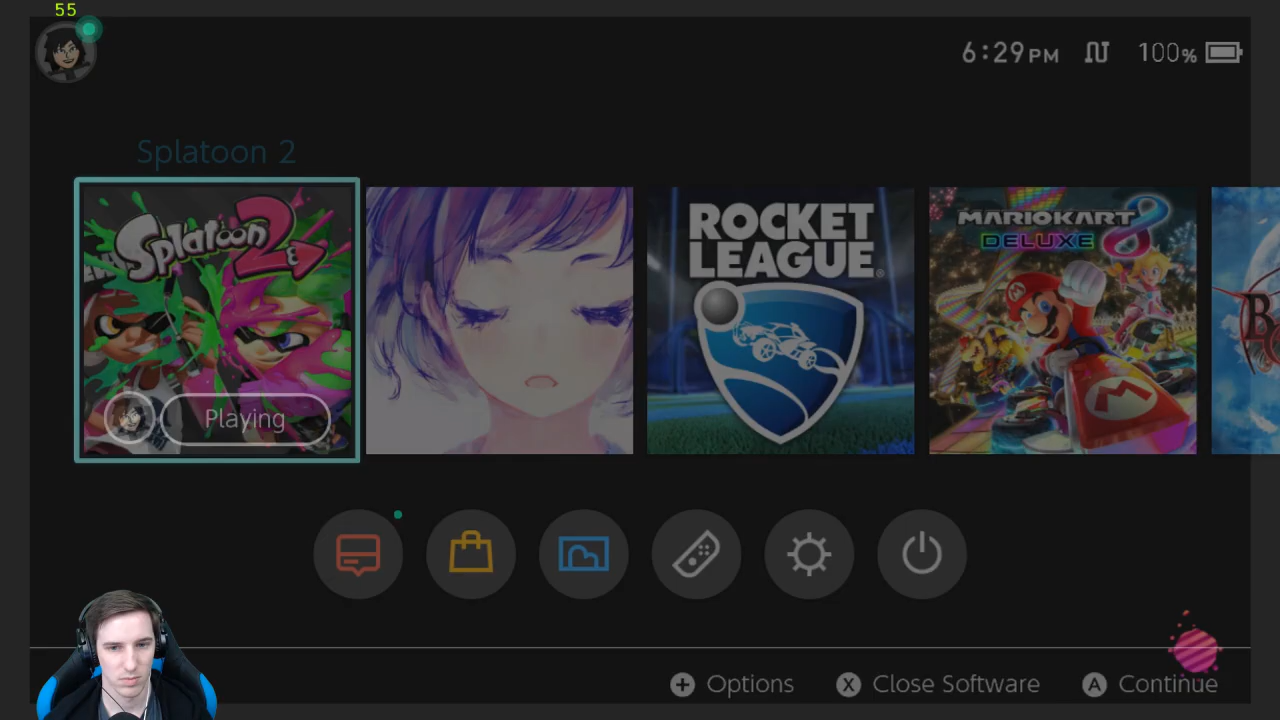 55
6:29 PM 100%
Splatoon 2
Splatoon 2
Playing
ROCKET
LEAGUE
MARIOKART 8
DELUXE
M
B
+ Options X Close Software A Continue